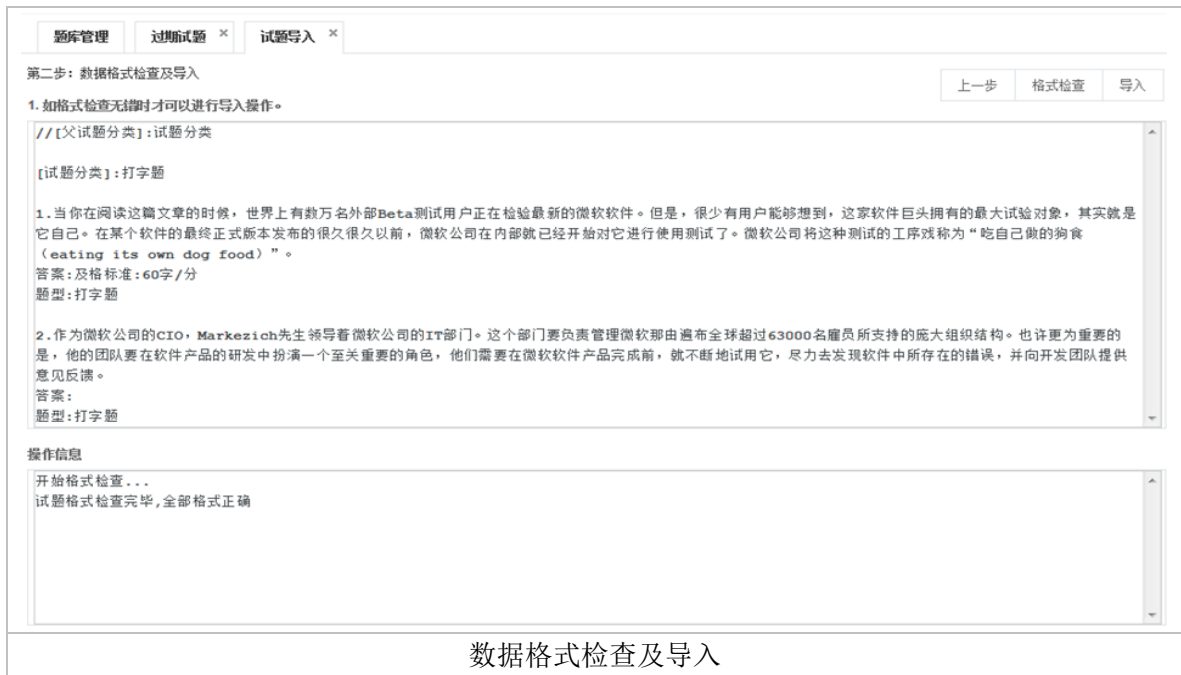 题库管理 过期试题 × 试题导入 ×
第二步：数据格式检查及导入
上一步 格式检查 导入
1. 如格式检查无错时才可以进行导入操作。
//[父试题分类]:试题分类
[试题分类]:打字题
1.当你在阅读这篇文章的时候，世界上有数万名外部Beta测试用户正在检验最新的微软软件。但是，很少有用户能够想到，这家软件巨头拥有的最大试验对象，其实就是
它自己。在某个软件的最终正式版本发布的很久很久以前，微软公司在内部就已经开始对它进行使用测试了。微软公司将这种测试的工序戏称为“吃自己做的狗食
（eating its own dog food）”。
答案:及格标准:60字/分
题型:打字题
2.作为微软公司的CIO，Markezich先生领导着微软公司的IT部门。这个部门要负责管理微软那由遍布全球超过63000名雇员所支持的庞大组织结构。也许更为重要的
是，他的团队要在软件产品的研发中扮演一个至关重要的角色，他们需要在微软软件产品完成前，就不断地试用它，尽力去发现软件中所存在的错误，并向开发团队提供
意见反馈。
答案:
题型:打字题
操作信息
开始格式检查...
试题格式检查完毕,全部格式正确
数据格式检查及导入